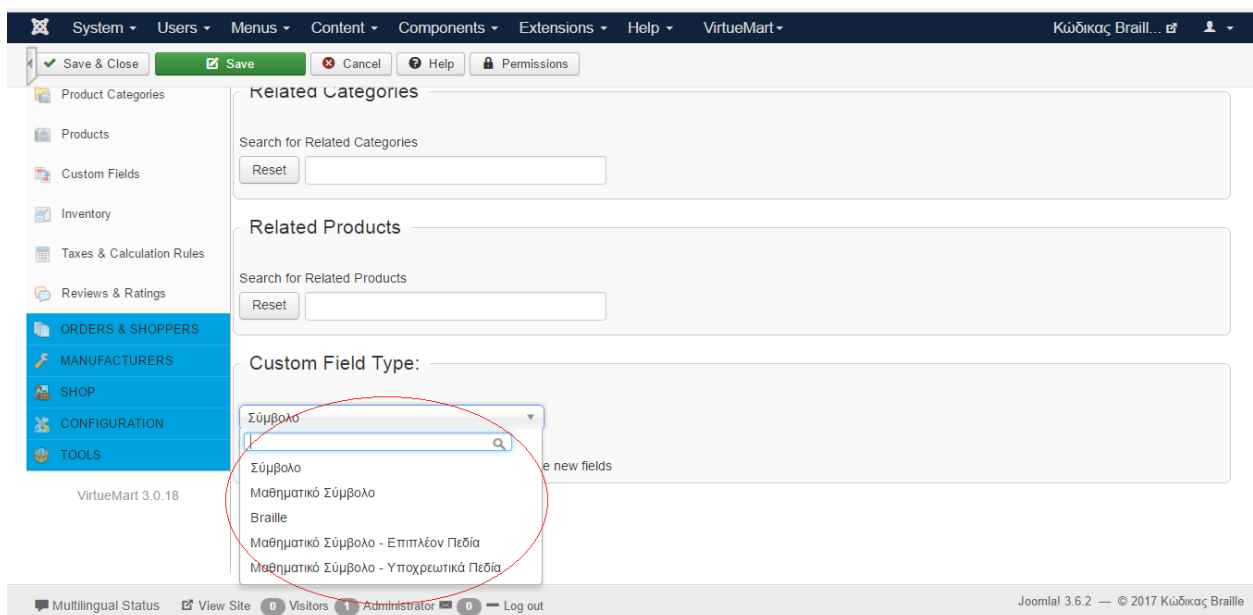 System Users Menus Content Components Extensions Help VirtueMart Κώδικας Braill...
Save & Close Save Cancel Help Permissions
Product Categories
Products
Custom Fields
Inventory
Taxes & Calculation Rules
Reviews & Ratings
ORDERS & SHOPPERS
MANUFACTURERS
SHOP
CONFIGURATION
TOOLS
VirtueMart 3.0.18
Related Categories
Search for Related Categories
Reset
Related Products
Search for Related Products
Reset
Custom Field Type:
Σύμβολο
e new fields
Σύμβολο
Μαθηματικό Σύμβολο
Braille
Μαθηματικό Σύμβολο - Επιπλέον Πεδία
Μαθηματικό Σύμβολο - Υποχρεωτικά Πεδία
Multilingual Status View Site 0 Visitors 1 Administrator 0 Log out Joomla! 3.6.2 — © 2017 Κώδικας Braille